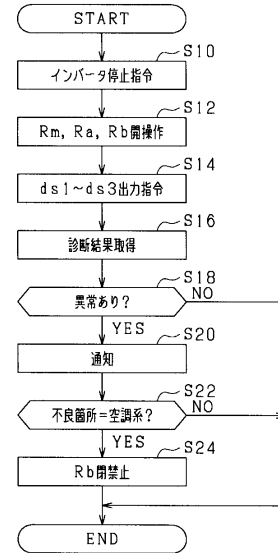 START
S10
インバータ停止指令
S12
Rm, Ra, Rb開操作
S14
ds1～ds3出力指令
S16
診断結果取得
S18
異常あり？
NO
YES
S20
通知
S22
不良箇所＝空調系？
NO
YES
S24
Rb閉禁止
END